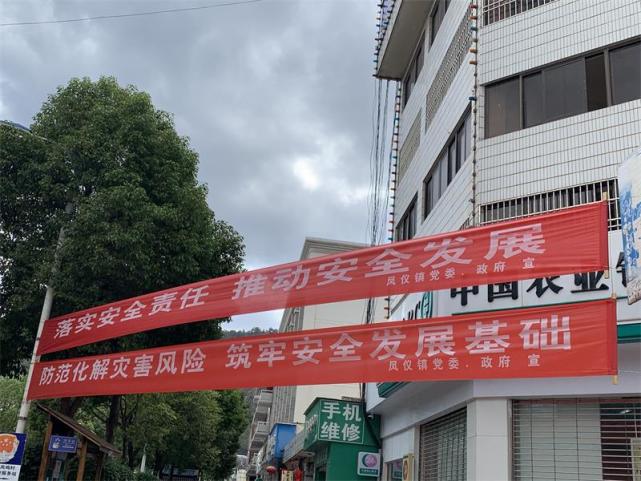 落实安全责任 推动安全发展
凤仪镇党委、政府 宣
防范化解灾害风险 筑牢安全发展基础
凤仪镇党委、政府 宣
中国农业
手机
维修